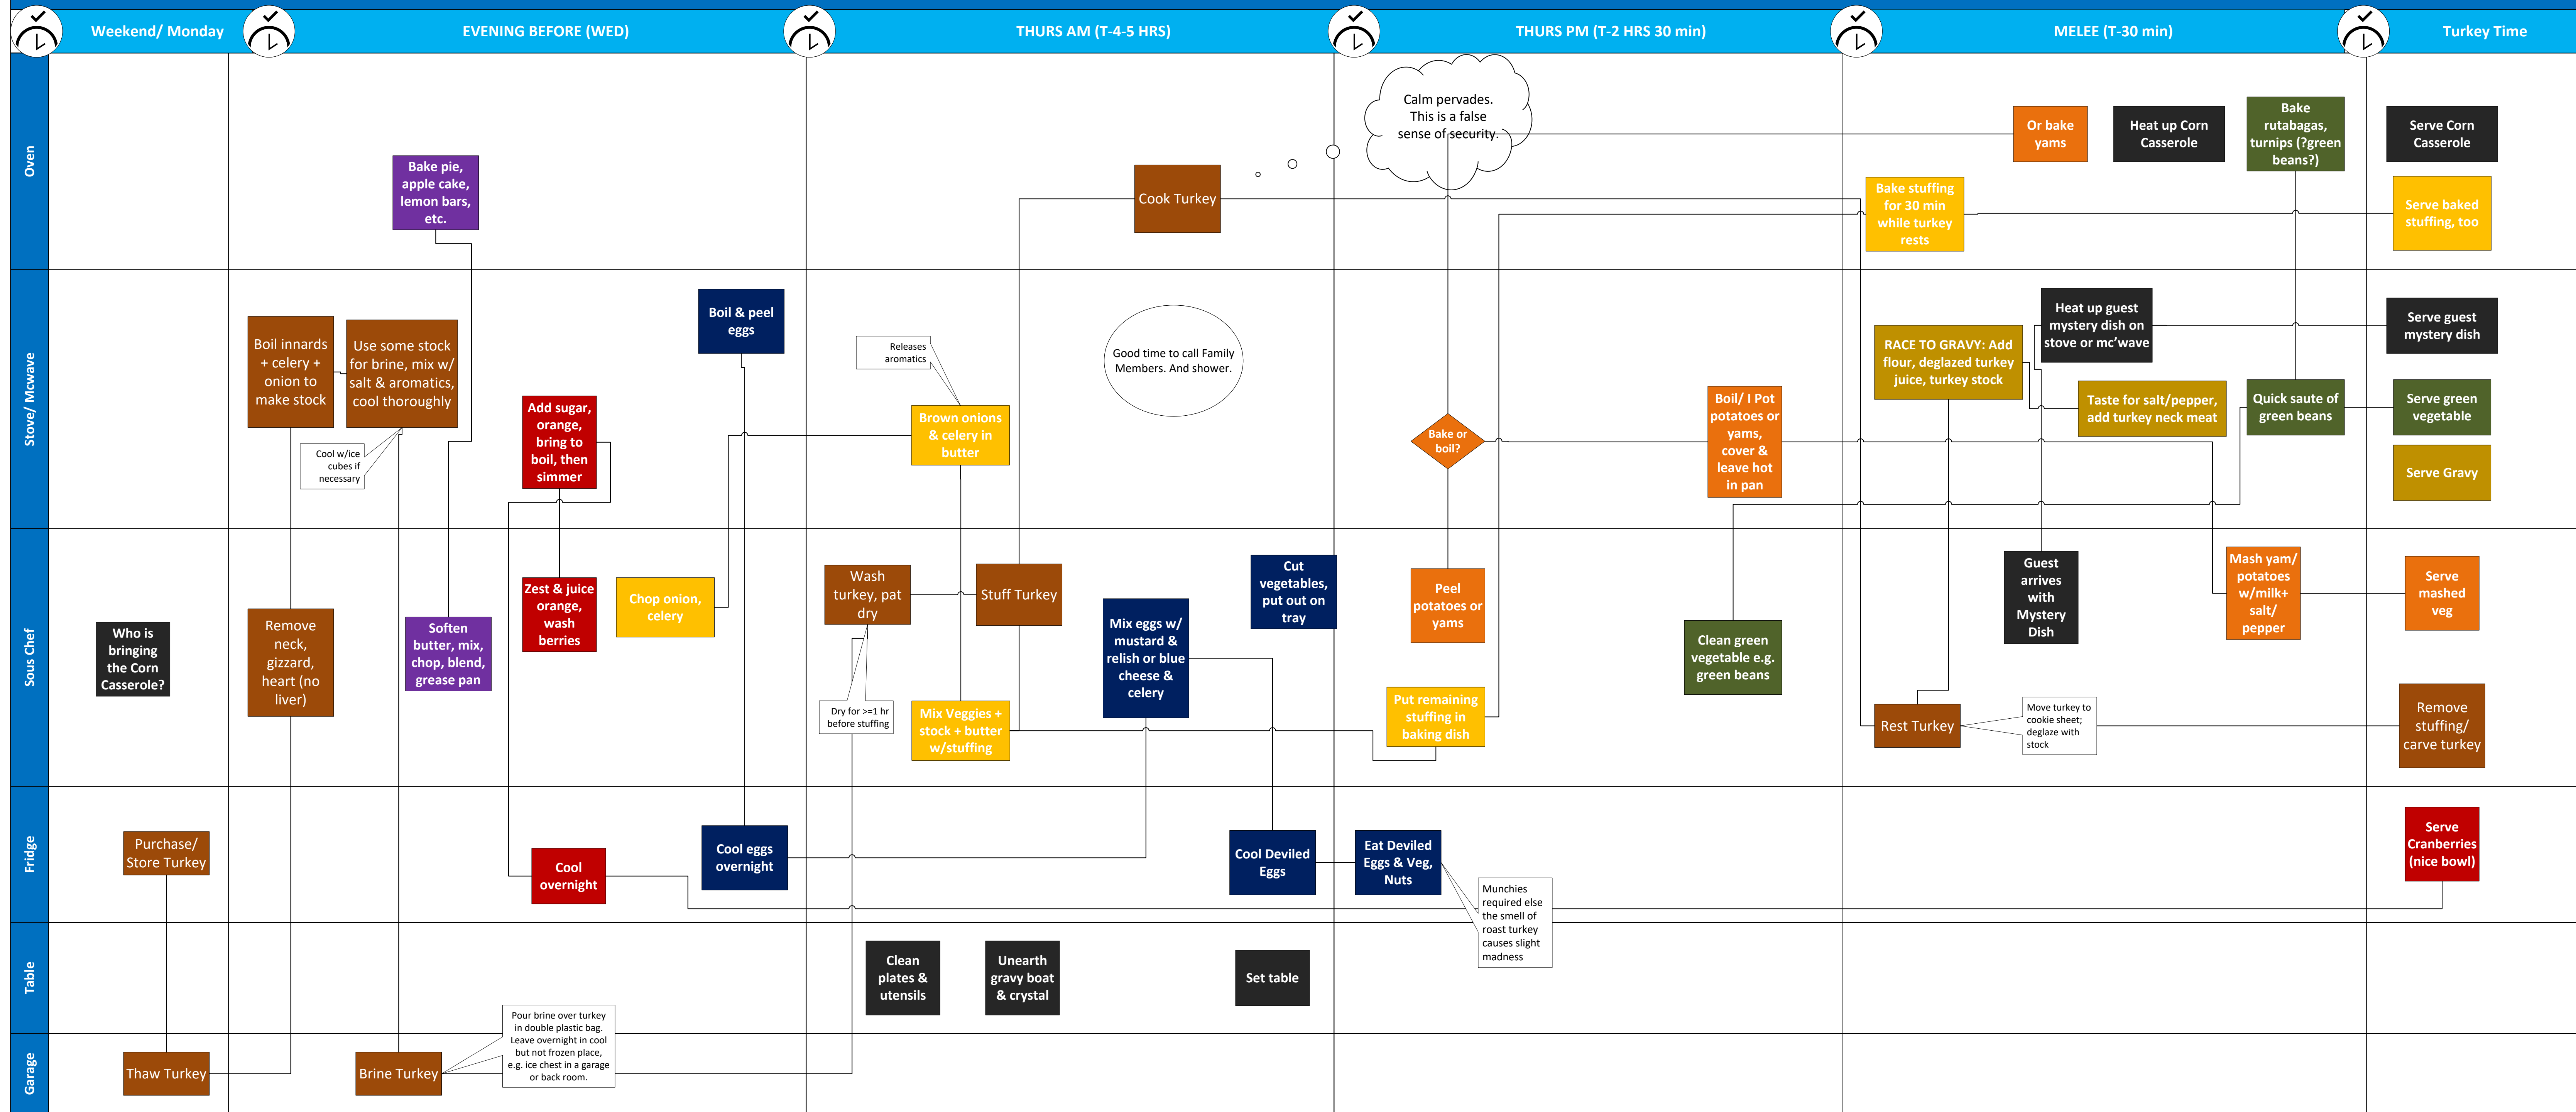 Weekend/ Monday
EVENING BEFORE (WED)
THURS AM (T-4-5 HRS)
THURS PM (T-2 HRS 30 min)
MELEE (T-30 min)
Turkey Time
Oven
Bake pie,
apple cake,
lemon bars,
etc.
Cook Turkey
Calm pervades.
This is a false
sense of security.
Or bake
yams
Heat up Corn
Casserole
Bake
rutabagas,
turnips (?green
beans?)
Serve Corn
Casserole
Bake stuffing
for 30 min
while turkey
rests
Serve baked
stuffing, too
Stove/ Mcwave
Boil innards
+ celery +
onion to
make stock
Use some stock
for brine, mix w/
salt & aromatics,
cool thoroughly
Cool w/ice
cubes if
necessary
Add sugar,
orange,
bring to
boil, then
simmer
Boil & peel
eggs
Releases
aromatics
Brown onions
& celery in
butter
Good time to call Family
Members. And shower.
Bake or
boil?
Boil/ I Pot
potatoes or
yams,
cover &
leave hot
in pan
RACE TO GRAVY: Add
flour, deglazed turkey
juice, turkey stock
Heat up guest
mystery dish on
stove or mc'wave
Taste for salt/pepper,
add turkey neck meat
Quick saute of
green beans
Serve guest
mystery dish
Serve green
vegetable
Serve Gravy
Sous Chef
Who is
bringing
the Corn
Casserole?
Remove
neck,
gizzard,
heart (no
liver)
Soften
butter, mix,
chop, blend,
grease pan
Zest & juice
orange,
wash
berries
Chop onion,
celery
Wash
turkey, pat
dry
Dry for >=1 hr
before stuffing
Stuff Turkey
Mix Veggies +
stock + butter
w/stuffing
Mix eggs w/
mustard &
relish or blue
cheese &
celery
Cut
vegetables,
put out on
tray
Peel
potatoes or
yams
Put remaining
stuffing in
baking dish
Clean green
vegetable e.g.
green beans
Rest Turkey
Move turkey to
cookie sheet;
deglaze with
stock
Guest
arrives
with
Mystery
Dish
Mash yam/
potatoes
w/milk+
salt/
pepper
Serve
mashed
veg
Remove
stuffing/
carve turkey
Fridge
Purchase/
Store Turkey
Cool
overnight
Cool eggs
overnight
Cool Deviled
Eggs
Eat Deviled
Eggs & Veg,
Nuts
Munchies
required else
the smell of
roast turkey
causes slight
madness
Serve
Cranberries
(nice bowl)
Table
Clean
plates &
utensils
Unearth
gravy boat
& crystal
Set table
Garage
Thaw Turkey
Brine Turkey
Pour brine over turkey
in double plastic bag.
Leave overnight in cool
but not frozen place,
e.g. ice chest in a garage
or back room.